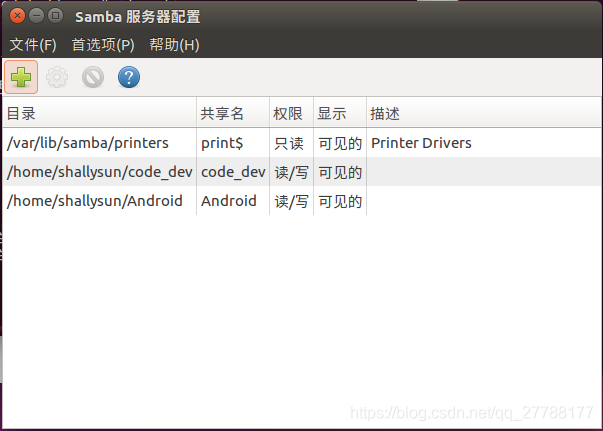 Samba 服务器配置
文件(F) 首选项(P) 帮助(H)
目录 共享名 权限 显示 描述
/var/lib/samba/printers print$ 只读 可见的 Printer Drivers
/home/shallysun/code_dev code_dev 读/写 可见的
/home/shallysun/Android Android 读/写 可见的
https://blog.csdn.net/qq_27788177